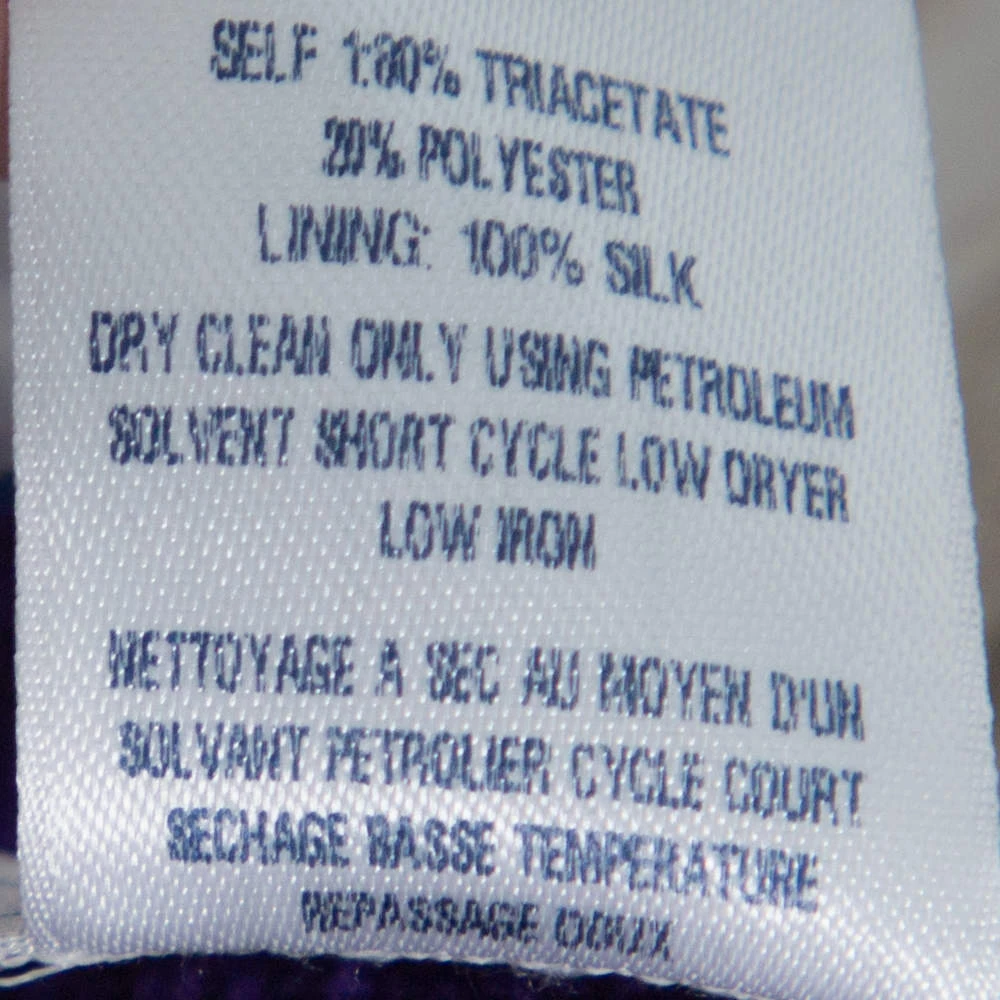 SELF 1:80% TRIACETATE
20% POLYESTER
LINING: 100% SILK
DRY CLEAN ONLY USING PETROLEUM
SOLVENT SHORT CYCLE LOW DRYER
LOW IRON
NETTOYAGE A SEC AU MOYEN D'UN
SOLVANT PETROLIER CYCLE COURT
SECHAGE BASSE TEMPERATURE
REPASSAGE DOUX